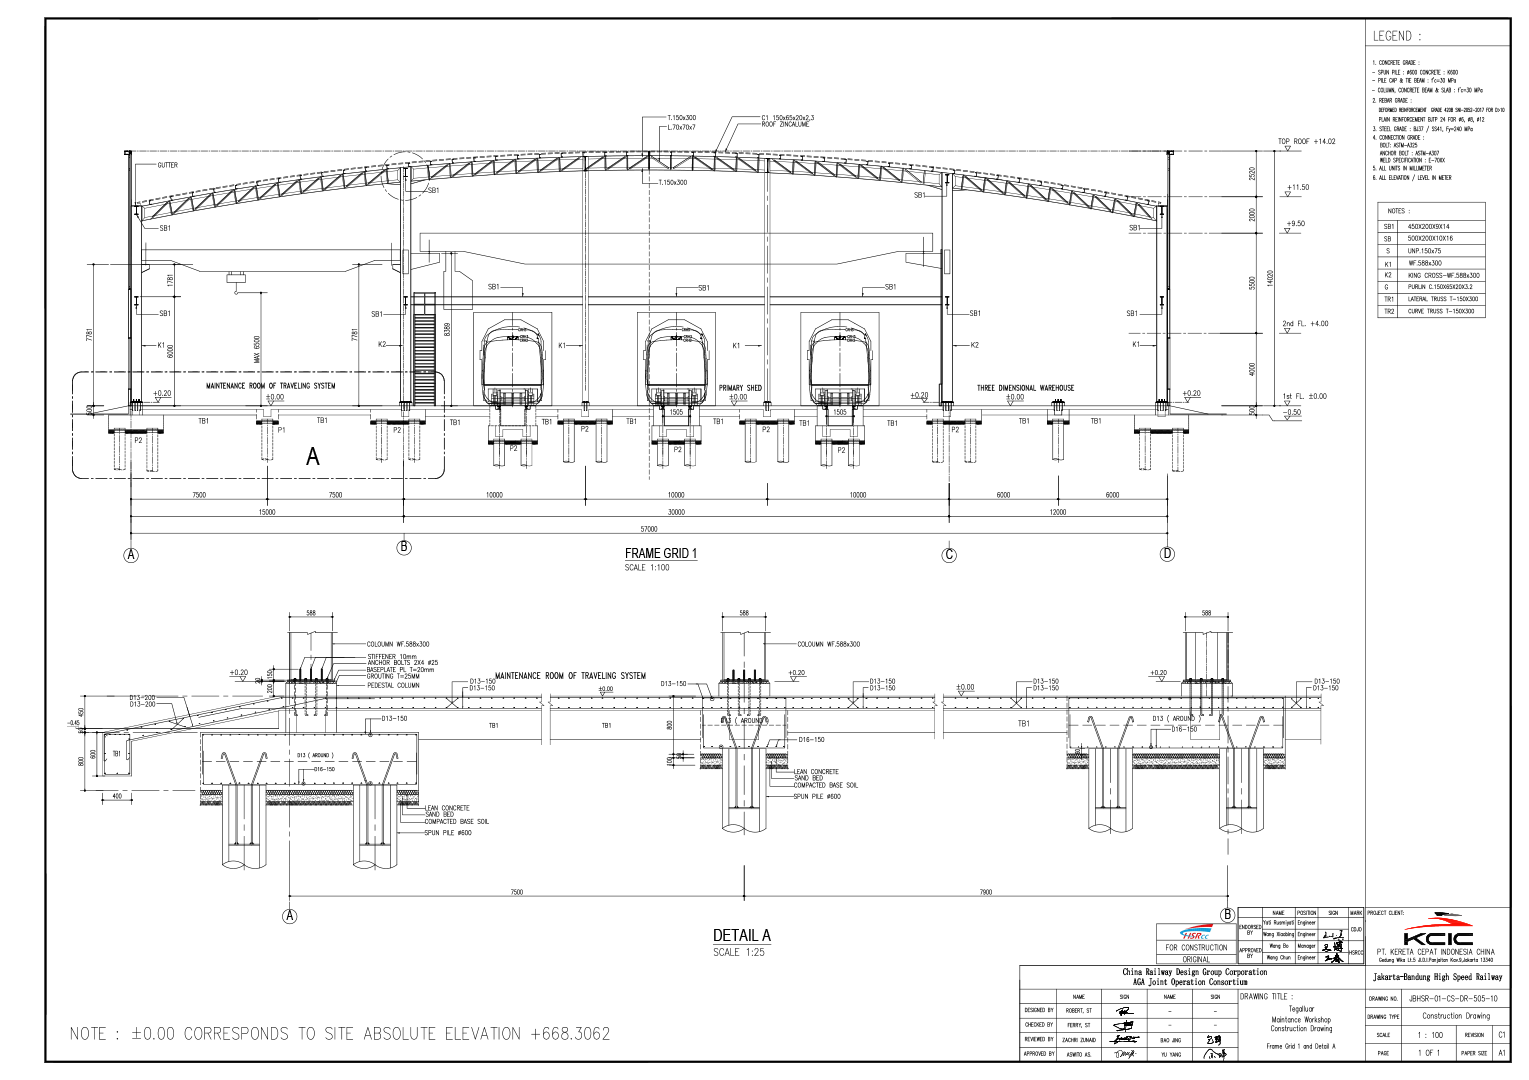 LEGEND :
1. CONCRETE GRADE :
- SPUN PILE : #600 CONCRETE : K600
- PILE CAP & TIE BEAM : f'c=30 MPa
- COLUMN, CONCRETE BEAM & SLAB : f'c=30 MPa
2. REBAR GRADE :
DEFORMED REINFORCEMENT GRADE 420B SNI-2052-2017 FOR D>10
PLAIN REINFORCEMENT BJTP 24 FOR #6, #8, #12
3. STEEL GRADE : BJ37 / SS41, Fy=240 MPa
4. CONNECTION GRADE :
BOLT: ASTM-A325
ANCHOR BOLT : ASTM-A307
WELD SPECIFICATION : E-70XX
5. ALL UNITS IN MILLIMETER
6. ALL ELEVATION / LEVEL IN METER
NOTES :
SB1 450X200X9X14
SB 500X200X10X16
S UNP.150x75
K1 WF.588x300
K2 KING CROSS-WF.588x300
G PURLIN C.150X65X20X3.2
TR1 LATERAL TRUSS T-150X300
TR2 CURVE TRUSS T-150X300
T.150x300
L.70x70x7
C1 150x65x20x2,3
ROOF ZINCALUME
T.150x300
GUTTER
TOP ROOF +14.02
+11.50
+9.50
2nd FL. +4.00
1st FL. ±0.00
-0.50
2520
2000
5500
4000
500
14020
SB1
SB1
SB1
SB1
SB1
SB1
SB1
SB1
SB1
SB1
SB1
SB1
7781
1781
6000
MAX 6500
7781
8389
500
K1
K2
K1
K1
K2
K1
MAINTENANCE ROOM OF TRAVELING SYSTEM
PRIMARY SHED
THREE DIMENSIONAL WAREHOUSE
+0.20
±0.00
±0.00
+0.20
±0.00
+0.20
TB1
TB1
TB1
TB1
TB1
TB1
TB1
TB1
TB1
TB1
1505
1505
P2
P1
P2
P2
P2
P2
P2
P2
P2
P2
A
7500
7500
10000
10000
10000
6000
6000
15000
30000
12000
57000
A
B
C
D
FRAME GRID 1
SCALE 1:100
588
588
588
COLOUMN WF.588x300
STIFFENER 10mm
ANCHOR BOLTS 2X4 #25
BASEPLATE PL T=20mm
GROUTING T=25MM
PEDESTAL COLUMN
MAINTENANCE ROOM OF TRAVELING SYSTEM
COLOUMN WF.588x300
+0.20
+0.20
+0.20
±0.00
±0.00
-0.45
D13-200
D13-200
D13-150
D13-150
D13-150
D13-150
D13-150
D13-150
D13-150
D13-150
D13-150
D13-150
TB1
TB1
TB1
TB1
D13 ( AROUND )
D16-150
D13 ( AROUND )
D16-150
D13 ( AROUND )
D16-150
450
800
600
400
200
150
800
100
LEAN CONCRETE
SAND BED
COMPACTED BASE SOIL
SPUN PILE #600
LEAN CONCRETE
SAND BED
COMPACTED BASE SOIL
SPUN PILE #600
7500
7900
A
B
DETAIL A
SCALE 1:25
NOTE : ±0.00 CORRESPONDS TO SITE ABSOLUTE ELEVATION +668.3062
HSRcc
FOR CONSTRUCTION
ORIGINAL
NAME POSITION SIGN MARK
ENDORSED BY
Yati Rusmiyati Engineer
Wang Xiaobing Engineer
CDJO
APPROVED BY
Wang Bo Manager
Wang Chun Engineer
HSRCC
PROJECT CLIENT:
KCIC
PT. KERETA CEPAT INDONESIA CHINA
Gedung Wika Lt.5 Jl.D.I.Panjaitan Kav.9,Jakarta 13340
China Railway Design Group Corporation
AGA Joint Operation Consortium
NAME SIGN NAME SIGN
DESIGNED BY ROBERT, ST - -
CHECKED BY FERRY, ST - -
REVIEWED BY ZACHRI ZUNAID BAO JING
APPROVED BY ASWITO AS. YU YANG
DRAWING TITLE :
Tegalluar
Maintance Workshop
Construction Drawing
Frame Grid 1 and Detail A
Jakarta-Bandung High Speed Railway
DRAWING NO. JBHSR-01-CS-DR-505-10
DRAWING TYPE Construction Drawing
SCALE 1 : 100 REVISION C1
PAGE 1 OF 1 PAPER SIZE A1